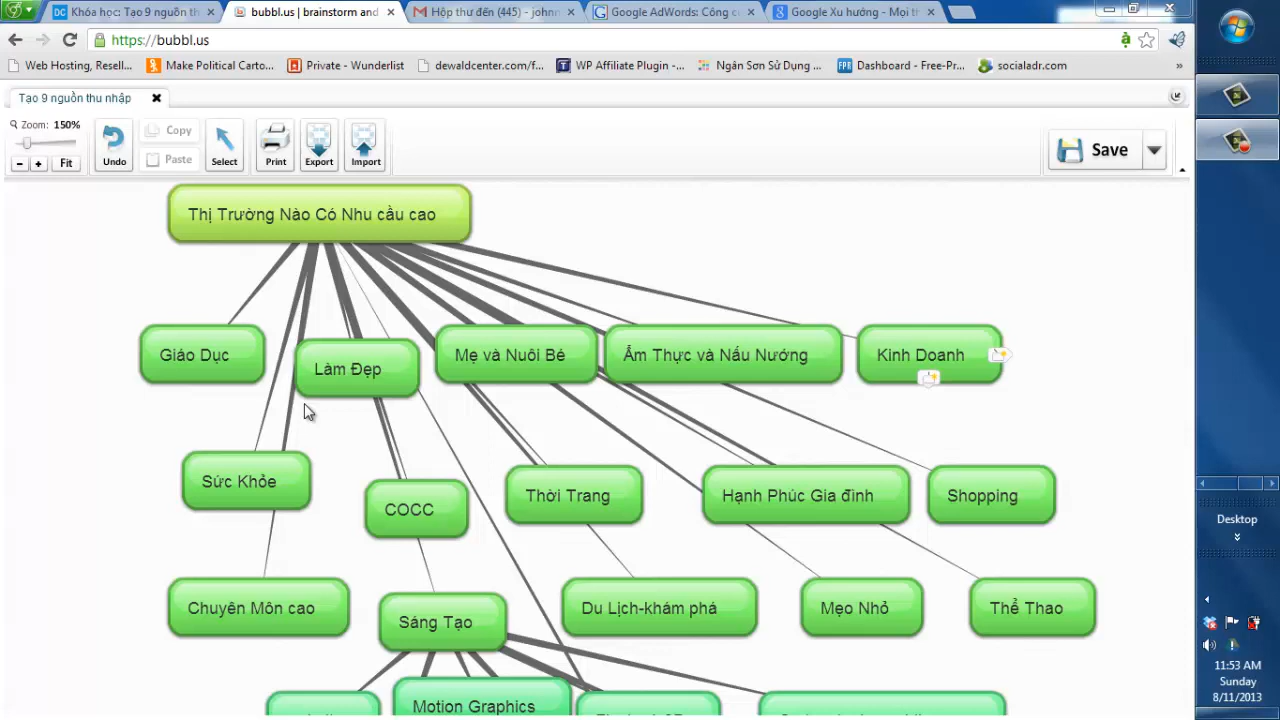 DC Khóa học: Tạo 9 nguồn th
bubbl.us | brainstorm and
Hộp thư đến (445) - johnr
Google AdWords: Công c
Google Xu hướng - Mọi t
https://bubbl.us
Web Hosting, Resell...
Make Political Carto...
Private - Wunderlist
dewaldcenterprep.com/f...
WP Affiliate Plugin -...
Ngân Sơn Sử Dụng ...
FPR Dashboard - Free-Pr...
socialadr.com
»
Tạo 9 nguồn thu nhập
Zoom: 150%
Fit
Undo
Copy
Paste
Select
Print
Export
Import
Save
Thị Trường Nào Có Nhu cầu cao
Giáo Dục
Làm Đẹp
Mẹ và Nuôi Bé
Ẩm Thực và Nấu Nướng
Kinh Doanh
Sức Khỏe
COCC
Thời Trang
Hạnh Phúc Gia đình
Shopping
Chuyên Môn cao
Sáng Tạo
Du Lịch-khám phá
Mẹo Nhỏ
Thể Thao
Motion Graphics
Desktop
11:53 AM
Sunday
8/11/2013